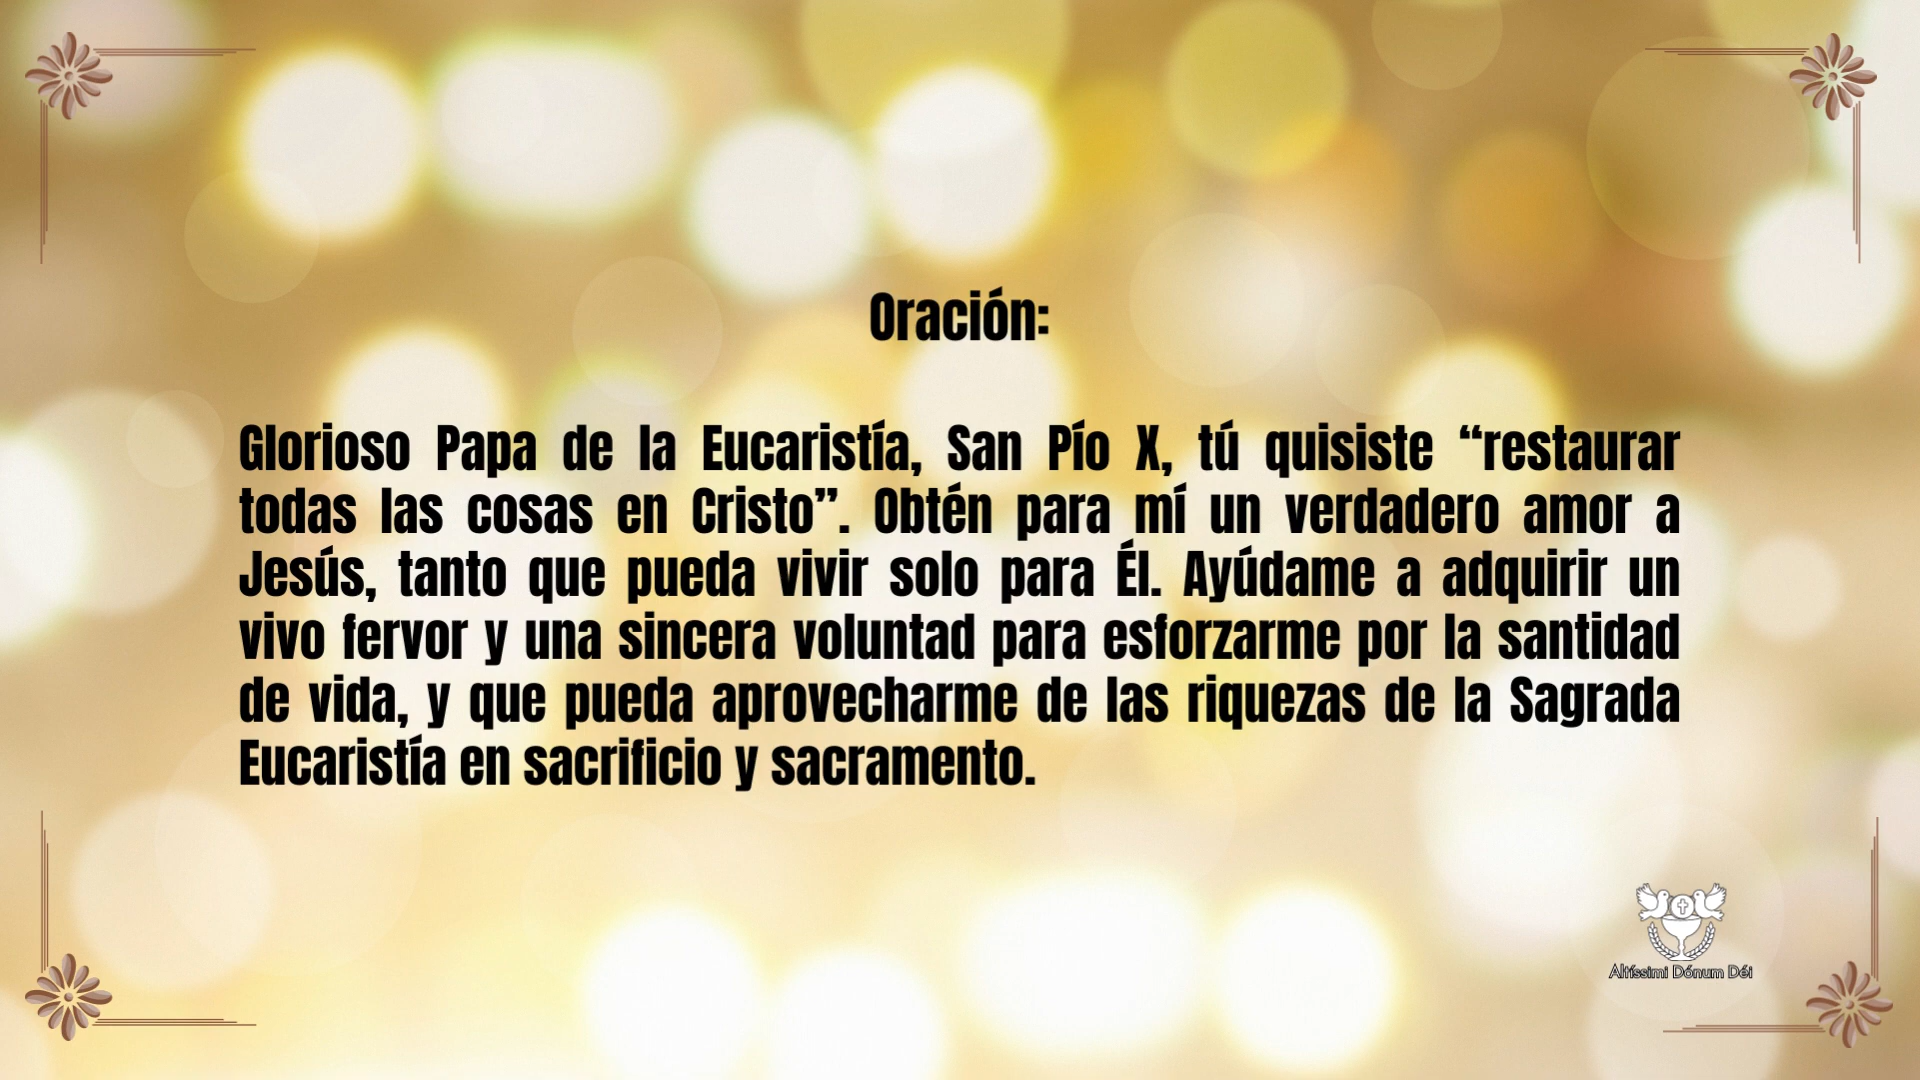 Oración:
Glorioso Papa de la Eucaristía, San Pío X, tú quisiste “restaurar
todas las cosas en Cristo”. Obtén para mí un verdadero amor a
Jesús, tanto que pueda vivir solo para Él. Ayúdame a adquirir un
vivo fervor y una sincera voluntad para esforzarme por la santidad
de vida, y que pueda aprovecharme de las riquezas de la Sagrada
Eucaristía en sacrificio y sacramento.
Altíssimi Dónum Déi